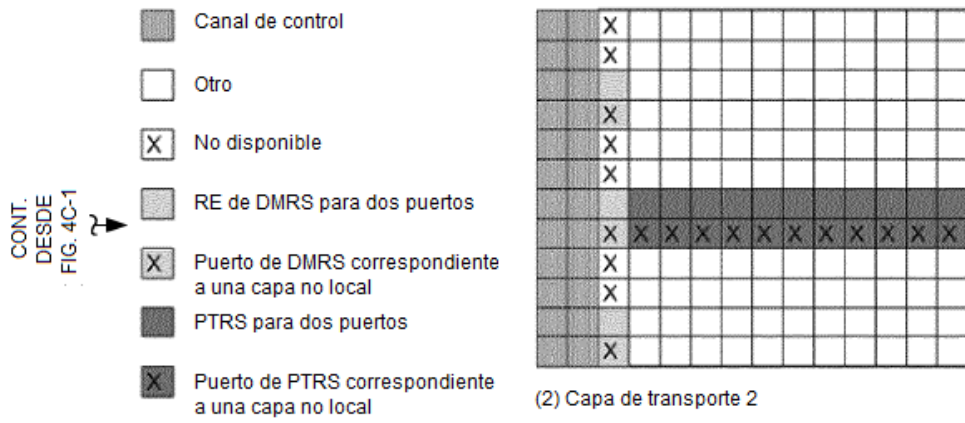 CONT.
DESDE
FIG. 4C-1
Canal de control
Otro
X
No disponible
RE de DMRS para dos puertos
X
Puerto de DMRS correspondiente
a una capa no local
PTRS para dos puertos
X
Puerto de PTRS correspondiente
a una capa no local
X
X
X
X
X
X X X X X X X X X X X X
X
X
X
(2) Capa de transporte 2